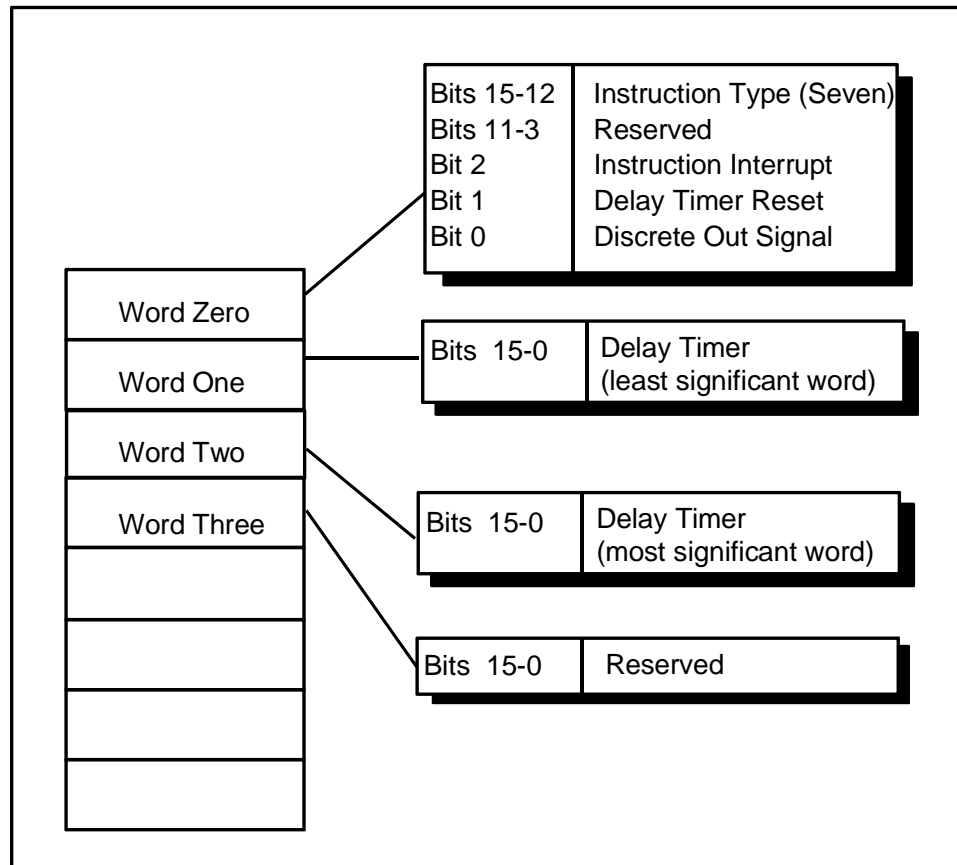 Bits 15-12 Instruction Type (Seven)
Bits 11-3 Reserved
Bit 2 Instruction Interrupt
Bit 1 Delay Timer Reset
Bit 0 Discrete Out Signal
Word Zero
Word One
Word Two
Word Three
Bits 15-0 Delay Timer
(least significant word)
Bits 15-0 Delay Timer
(most significant word)
Bits 15-0 Reserved